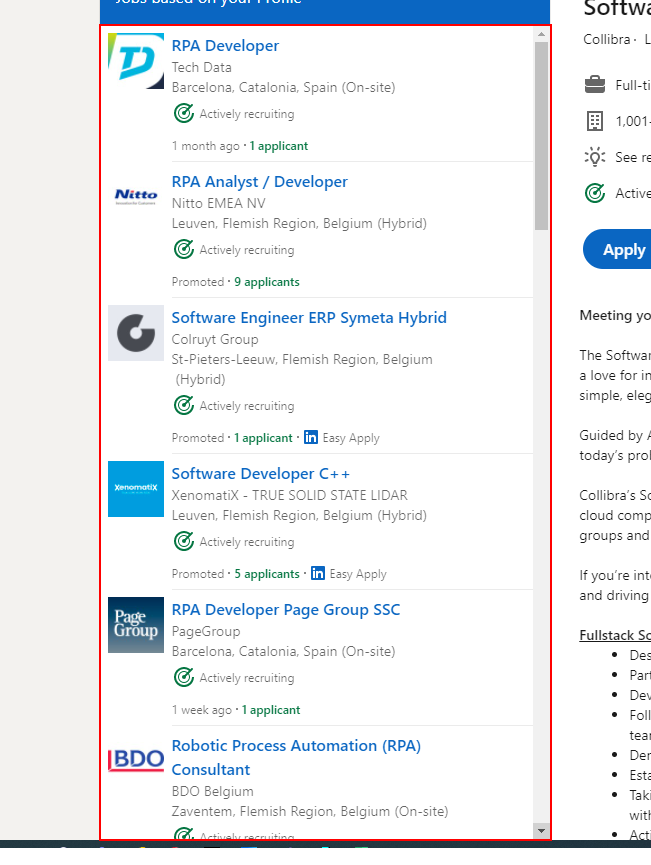 Jobs based on your Profile
RPA Developer
Tech Data
Barcelona, Catalonia, Spain (On-site)
Actively recruiting
1 month ago · 1 applicant
Nitto
RPA Analyst / Developer
Nitto EMEA NV
Leuven, Flemish Region, Belgium (Hybrid)
Actively recruiting
Promoted · 9 applicants
Software Engineer ERP Symeta Hybrid
Colruyt Group
St-Pieters-Leeuw, Flemish Region, Belgium
(Hybrid)
Actively recruiting
Promoted · 1 applicant · in Easy Apply
XenomatiX
Software Developer C++
XenomatiX - TRUE SOLID STATE LIDAR
Leuven, Flemish Region, Belgium (Hybrid)
Actively recruiting
Promoted · 5 applicants · in Easy Apply
Page
Group
RPA Developer Page Group SSC
PageGroup
Barcelona, Catalonia, Spain (On-site)
Actively recruiting
1 week ago · 1 applicant
BDO
Robotic Process Automation (RPA)
Consultant
BDO Belgium
Zaventem, Flemish Region, Belgium (On-site)
Actively recruiting
Softwa
Collibra · L
Full-ti
1,001-
See re
Active
Apply
Meeting yo
The Softwar
a love for in
simple, eleg
Guided by A
today's prob
Collibra's So
cloud comp
groups and
If you're inte
and driving
Fullstack So
Des
Part
Dev
Foll
tear
Der
Esta
Taki
with
Acti